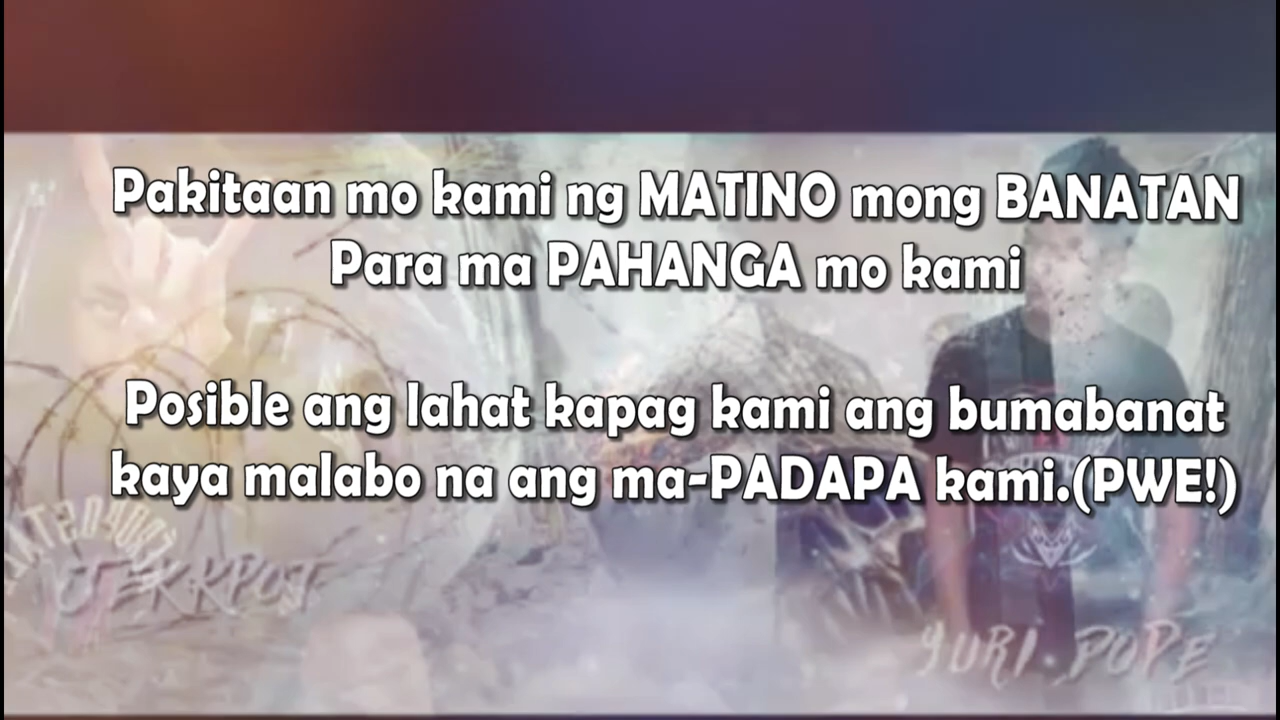 Pakitaan mo kami ng MATINO mong BANATAN
Para ma PAHANGA mo kami
Posible ang lahat kapag kami ang bumabanat
kaya malabo na ang ma-PADAPA kami.(PWE!)
JEKKPOST
YURI POPE